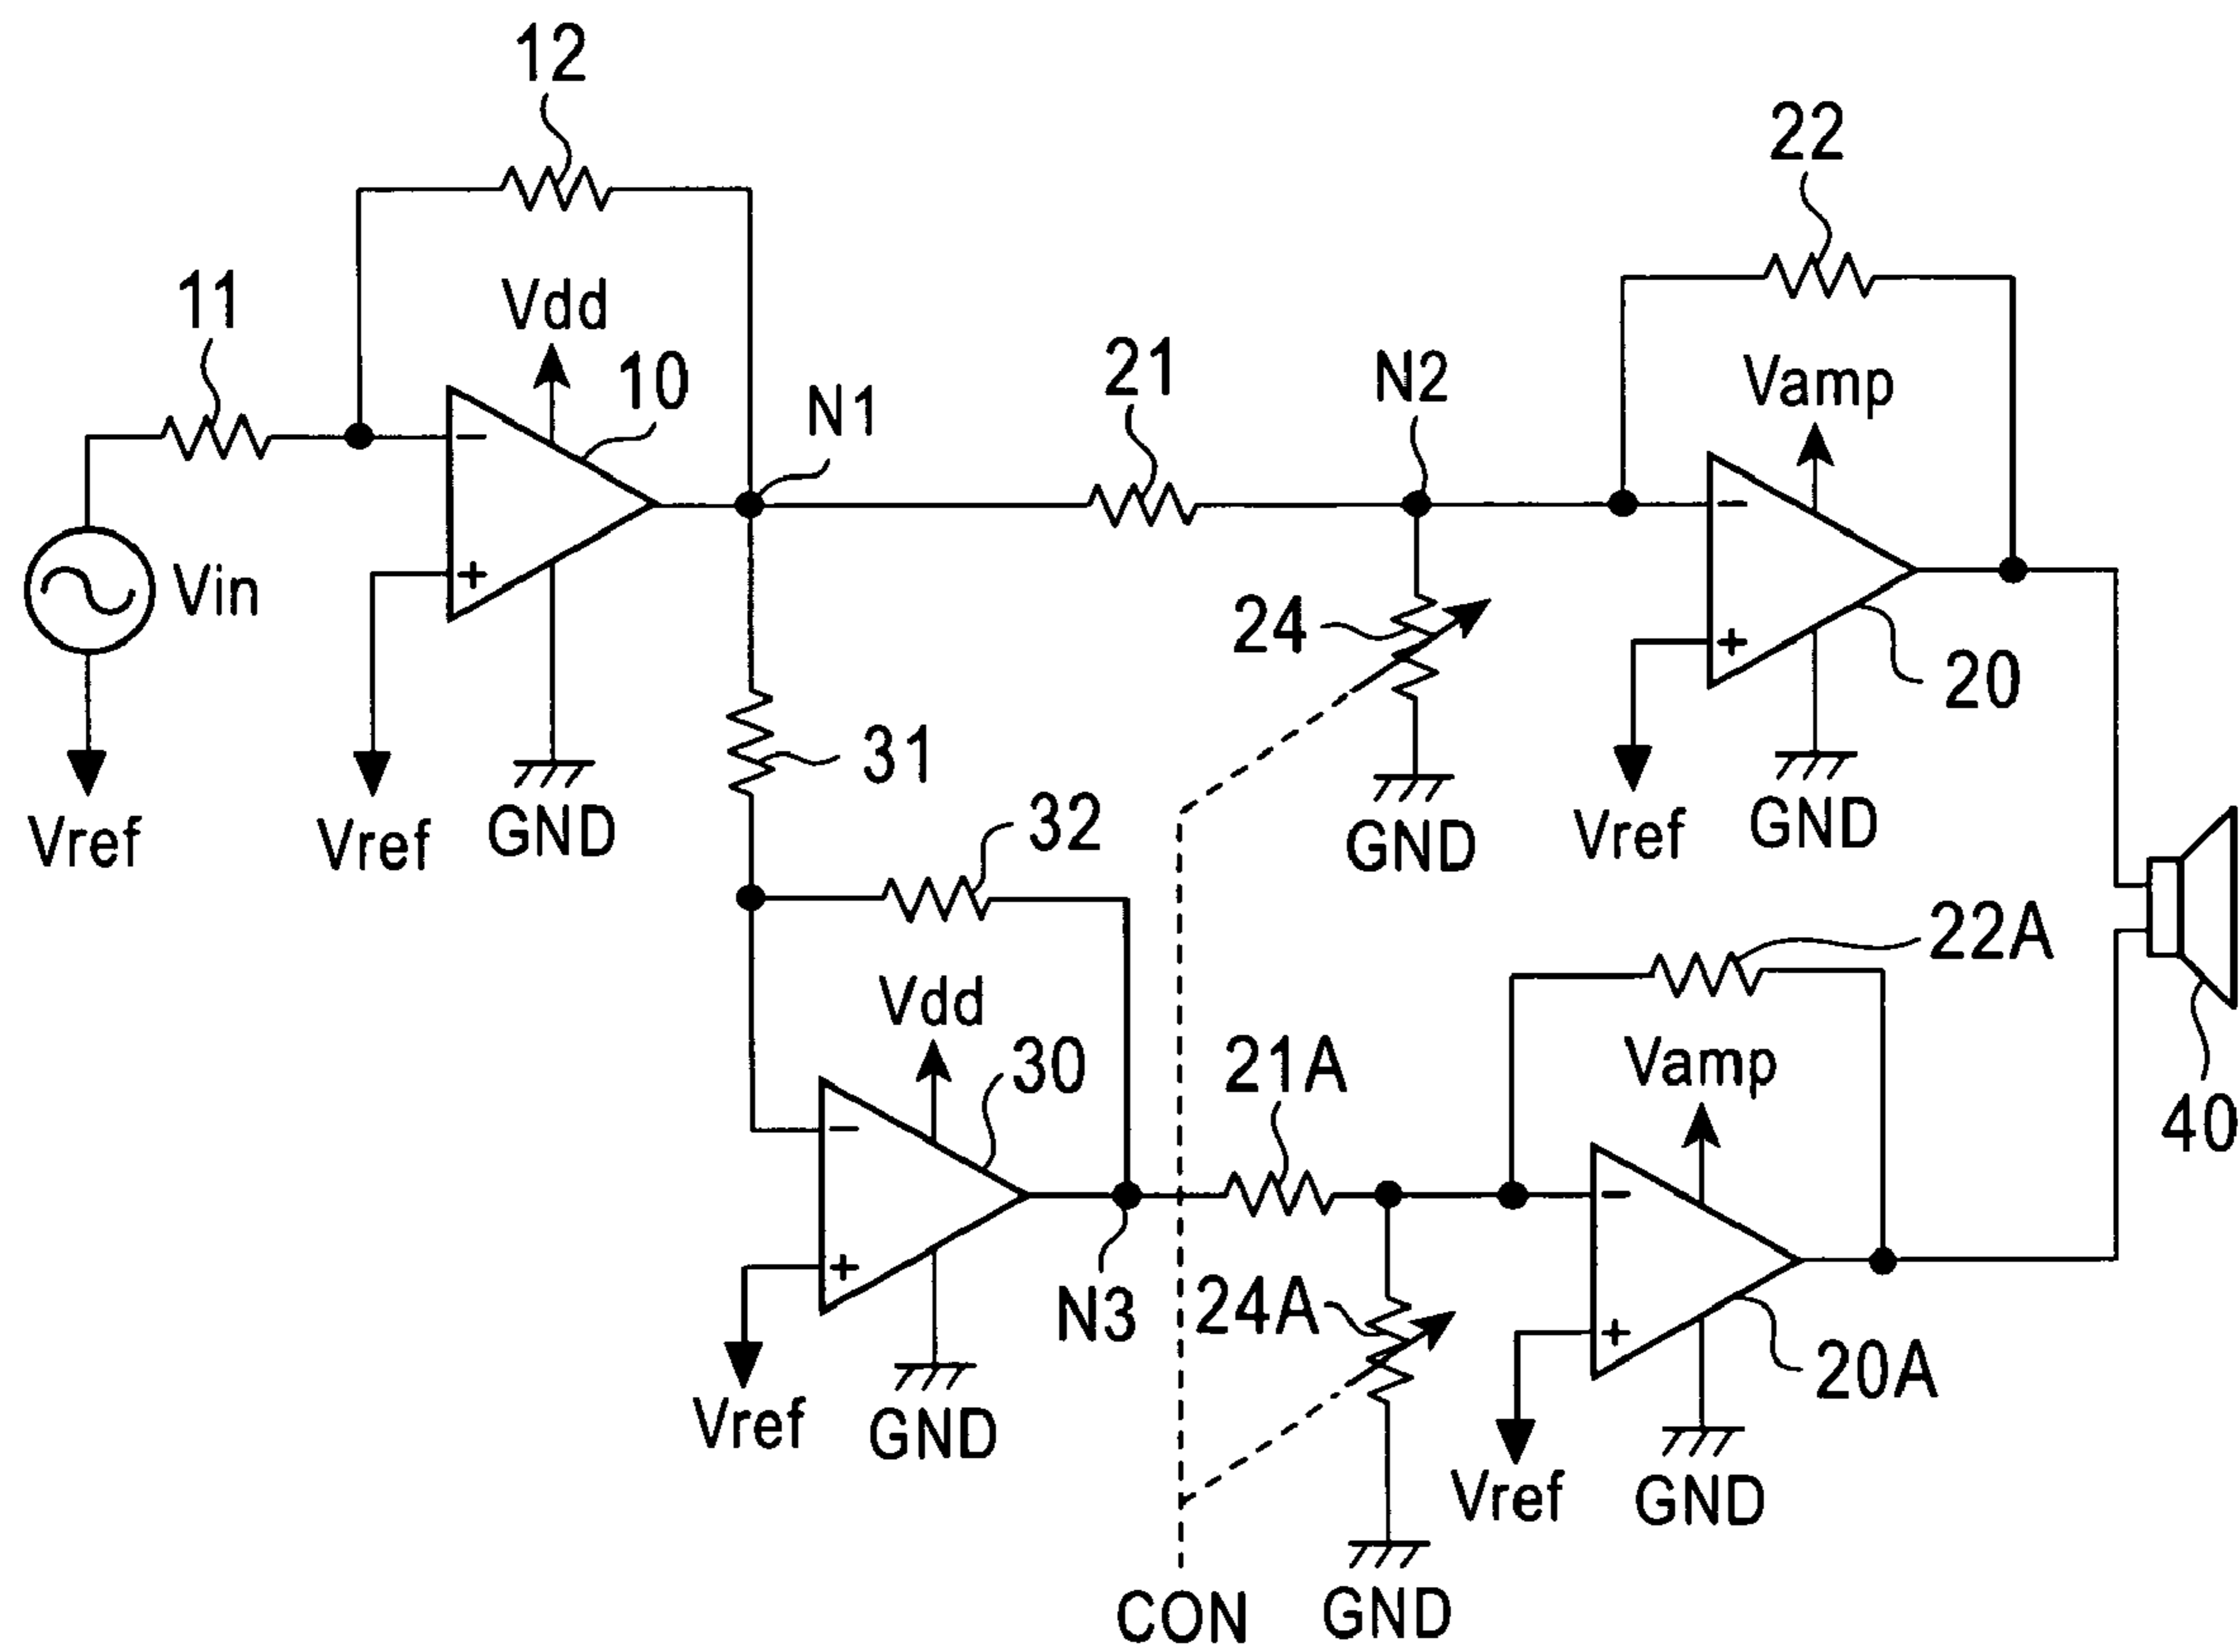 12
22
11
Vdd
10
N1
21
N2
Vamp
−
−
+
Vin
24
+
20
31
Vref
Vref
GND
32
GND
Vref
GND
22A
Vdd
30
21A
Vamp
40
−
−
+
N3
24A
+
20A
Vref
GND
Vref
GND
CON
GND